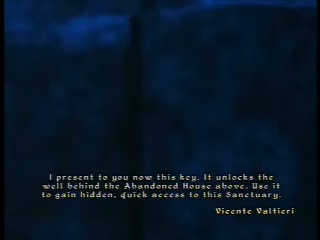 I present to you now this key. It unlocks the
well behind the Abandoned House above. Use it
to gain hidden, quick access to this Sanctuary.
Vicente Valtieri